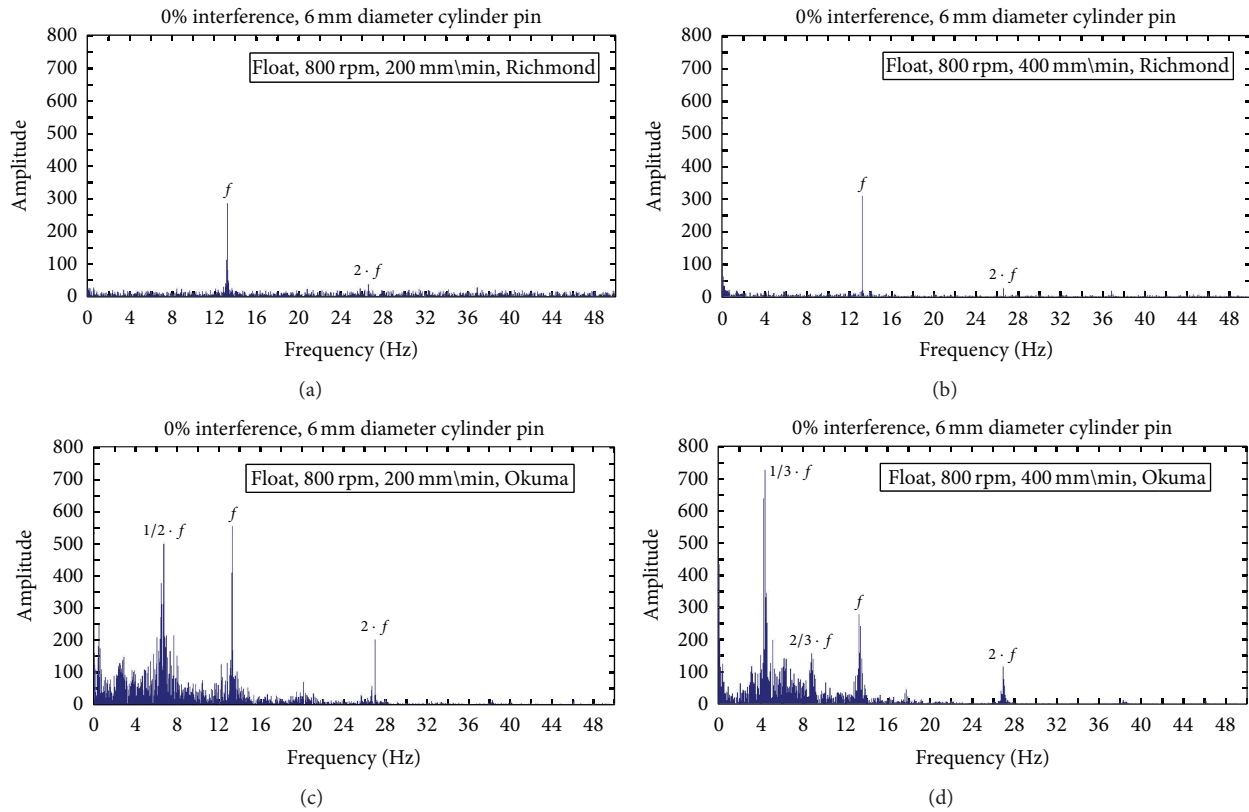 0% interference, 6 mm diameter cylinder pin
800
700
600
500
400
300
200
100
0
Amplitude
Float, 800 rpm, 200 mm\min, Richmond
f
2 · f
0 4 8 12 16 20 24 28 32 36 40 44 48
Frequency (Hz)
(a)
0% interference, 6 mm diameter cylinder pin
800
700
600
500
400
300
200
100
0
Amplitude
Float, 800 rpm, 400 mm\min, Richmond
f
2 · f
0 4 8 12 16 20 24 28 32 36 40 44 48
Frequency (Hz)
(b)
0% interference, 6 mm diameter cylinder pin
800
700
600
500
400
300
200
100
0
Amplitude
Float, 800 rpm, 200 mm\min, Okuma
1/2 · f
f
2 · f
0 4 8 12 16 20 24 28 32 36 40 44 48
Frequency (Hz)
(c)
0% interference, 6 mm diameter cylinder pin
800
700
600
500
400
300
200
100
0
Amplitude
Float, 800 rpm, 400 mm\min, Okuma
1/3 · f
2/3 · f
f
2 · f
0 4 8 12 16 20 24 28 32 36 40 44 48
Frequency (Hz)
(d)